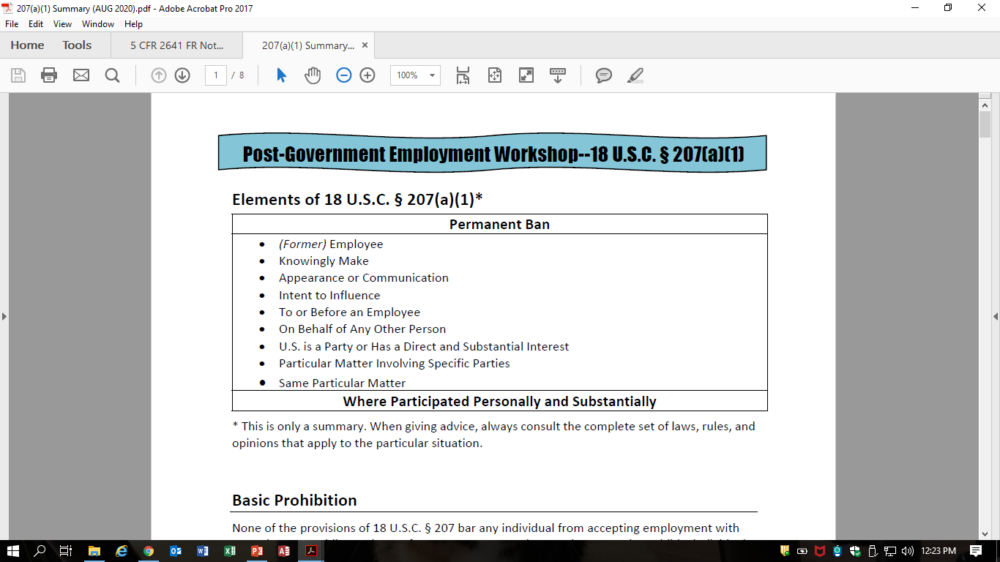 207(a)(1) Summary (AUG 2020).pdf - Adobe Acrobat Pro 2017
File Edit View Window Help
Home Tools 5 CFR 2641 FR Not... 207(a)(1) Summary... ×
1 / 8 100%
Post-Government Employment Workshop--18 U.S.C. § 207(a)(1)
Elements of 18 U.S.C. § 207(a)(1)*
Permanent Ban
• (Former) Employee
• Knowingly Make
• Appearance or Communication
• Intent to Influence
• To or Before an Employee
• On Behalf of Any Other Person
• U.S. is a Party or Has a Direct and Substantial Interest
• Particular Matter Involving Specific Parties
• Same Particular Matter
Where Participated Personally and Substantially
* This is only a summary. When giving advice, always consult the complete set of laws, rules, and
opinions that apply to the particular situation.
Basic Prohibition
None of the provisions of 18 U.S.C. § 207 bar any individual from accepting employment with
12:23 PM